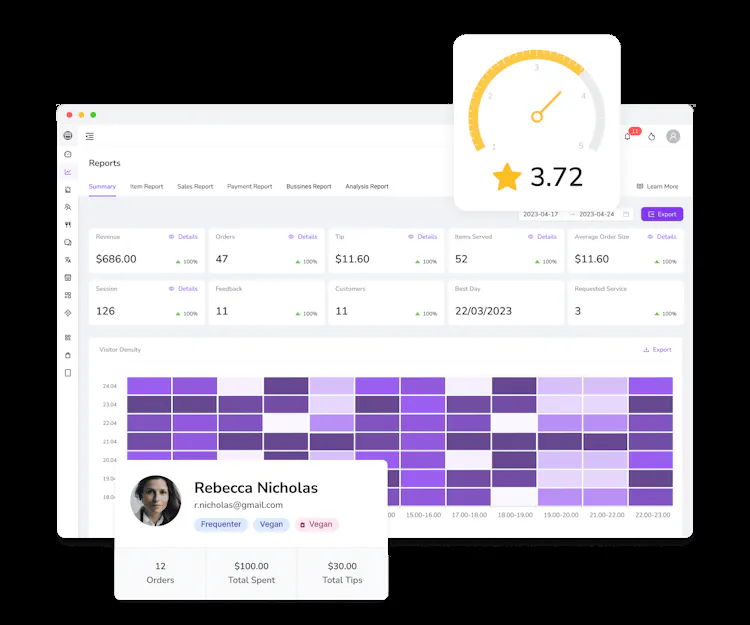 3
2
4
1
5
3.72
11
Reports
Summary Item Report Sales Report Payment Report Bussines Report Analysis Report
Learn More
2023-04-17 → 2023-04-24
Export
Revenue Details Orders Details Tip Details Items Served Details Average Order Size Details
$686.00 100% 47 100% $11.60 100% 52 100% $11.60 100%
Session Details Feedback Customers Best Day Requested Service
126 100% 11 100% 11 100% 22/03/2023 3 100%
Visitor Density Export
24.04
23.04
22.04
21.04
20.04
19.0
18.0
00 15.00-16.00 17.00-18.00 18.00-19.00 19.00-20.00 21.00-22.00 22.00-23.00
Rebecca Nicholas
r.nicholas@gmail.com
Frequenter Vegan Vegan
12 $100.00 $30.00
Orders Total Spent Total Tips